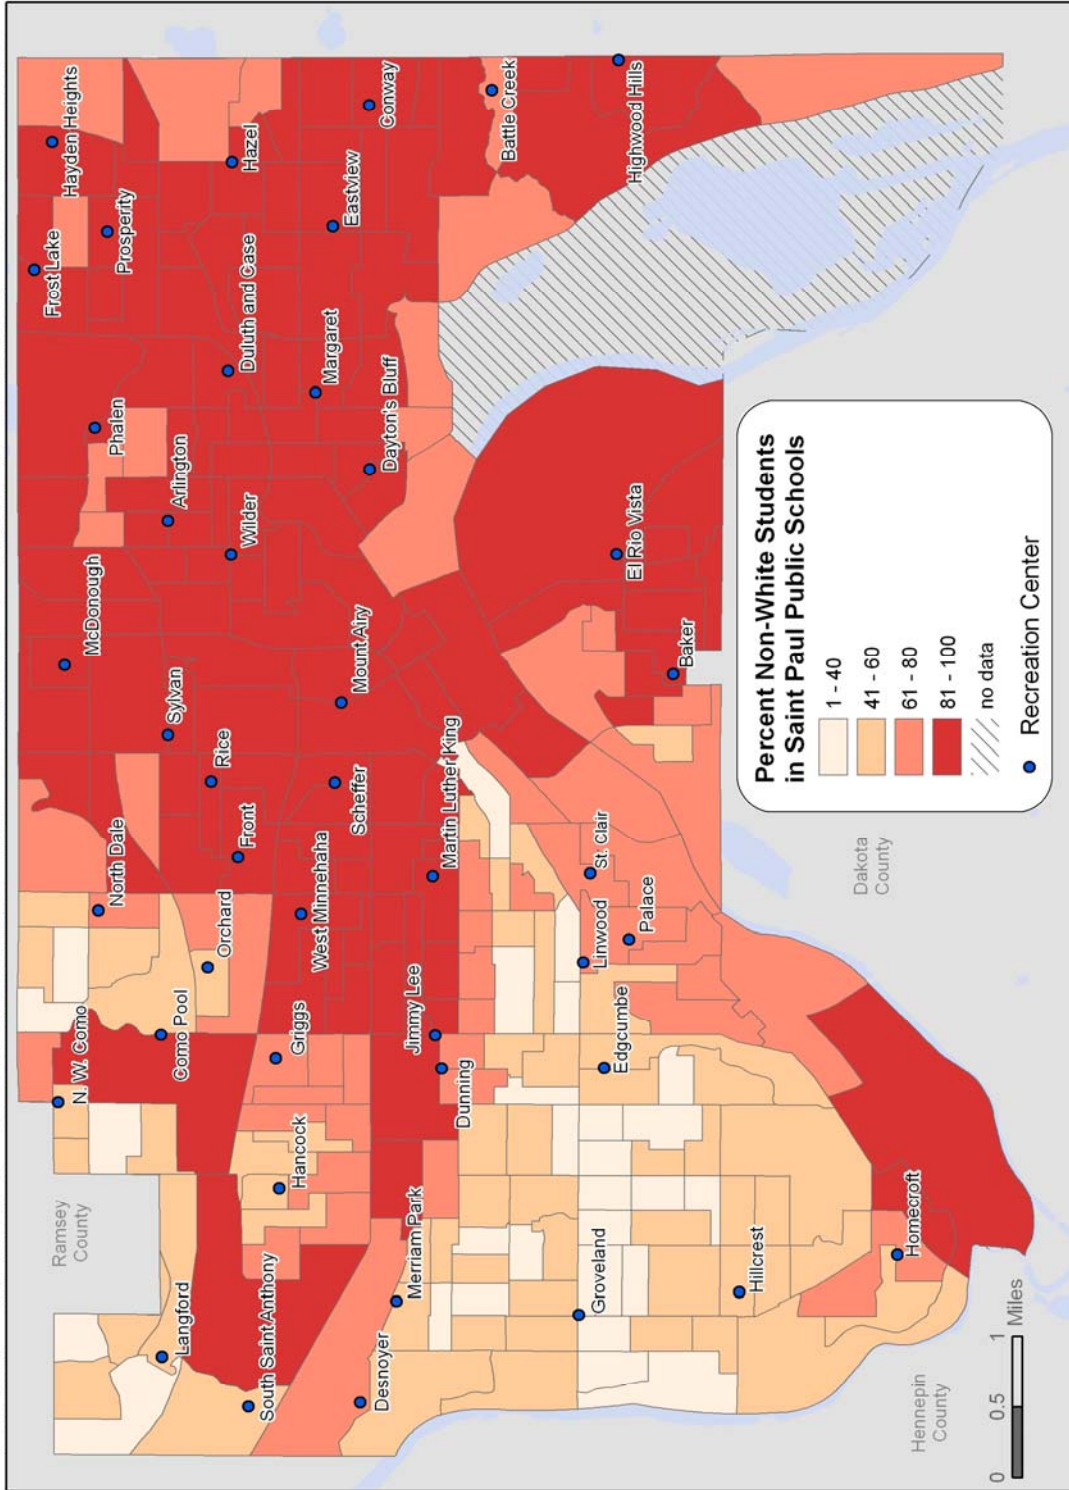 Ramsey
County
Langford
South Saint Anthony
Desnoyer
N. W. Como
Como Pool
Hancock
Griggs
Merriam Park
Dunning
Jimmy Lee
North Dale
Orchard
Front
West Minnehaha
Rice
Sylvan
Scheffer
Martin Luther King
McDonough
Mount Airy
Arlington
Wilder
Phalen
Duluth and Case
Margaret
Dayton's Bluff
Frost Lake
Prosperity
Hayden Heights
Hazel
Eastview
Conway
Battle Creek
Highwood Hills
Groveland
Hillcrest
Edgcumbe
Linwood
St. Clair
Palace
Homecroft
Baker
El Rio Vista
Hennepin
County
Dakota
County
0 0.5 1
Miles
Percent Non-White Students
in Saint Paul Public Schools
1 - 40
41 - 60
61 - 80
81 - 100
no data
Recreation Center